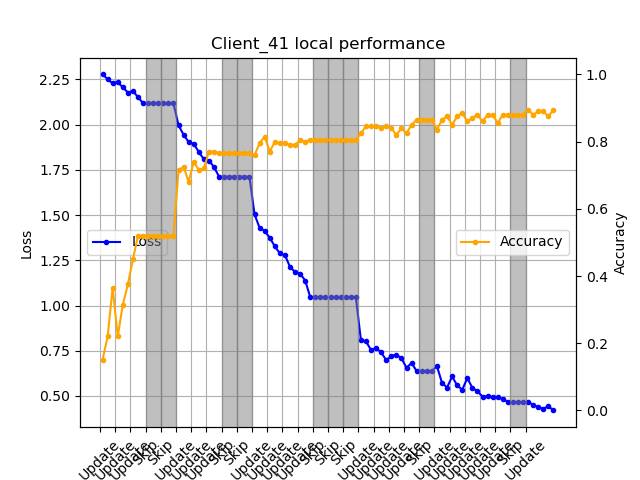 Client_41 local performance
2.25
2.00
1.75
1.50
1.25
1.00
0.75
0.50
Loss
Loss
Accuracy
1.0
0.8
0.6
0.4
0.2
0.0
Accuracy
Update
Update
Update
Skip
Skip
Update
Update
Update
Skip
Skip
Update
Update
Update
Skip
Skip
Skip
Update
Update
Update
Skip
Update
Update
Update
Skip
Update